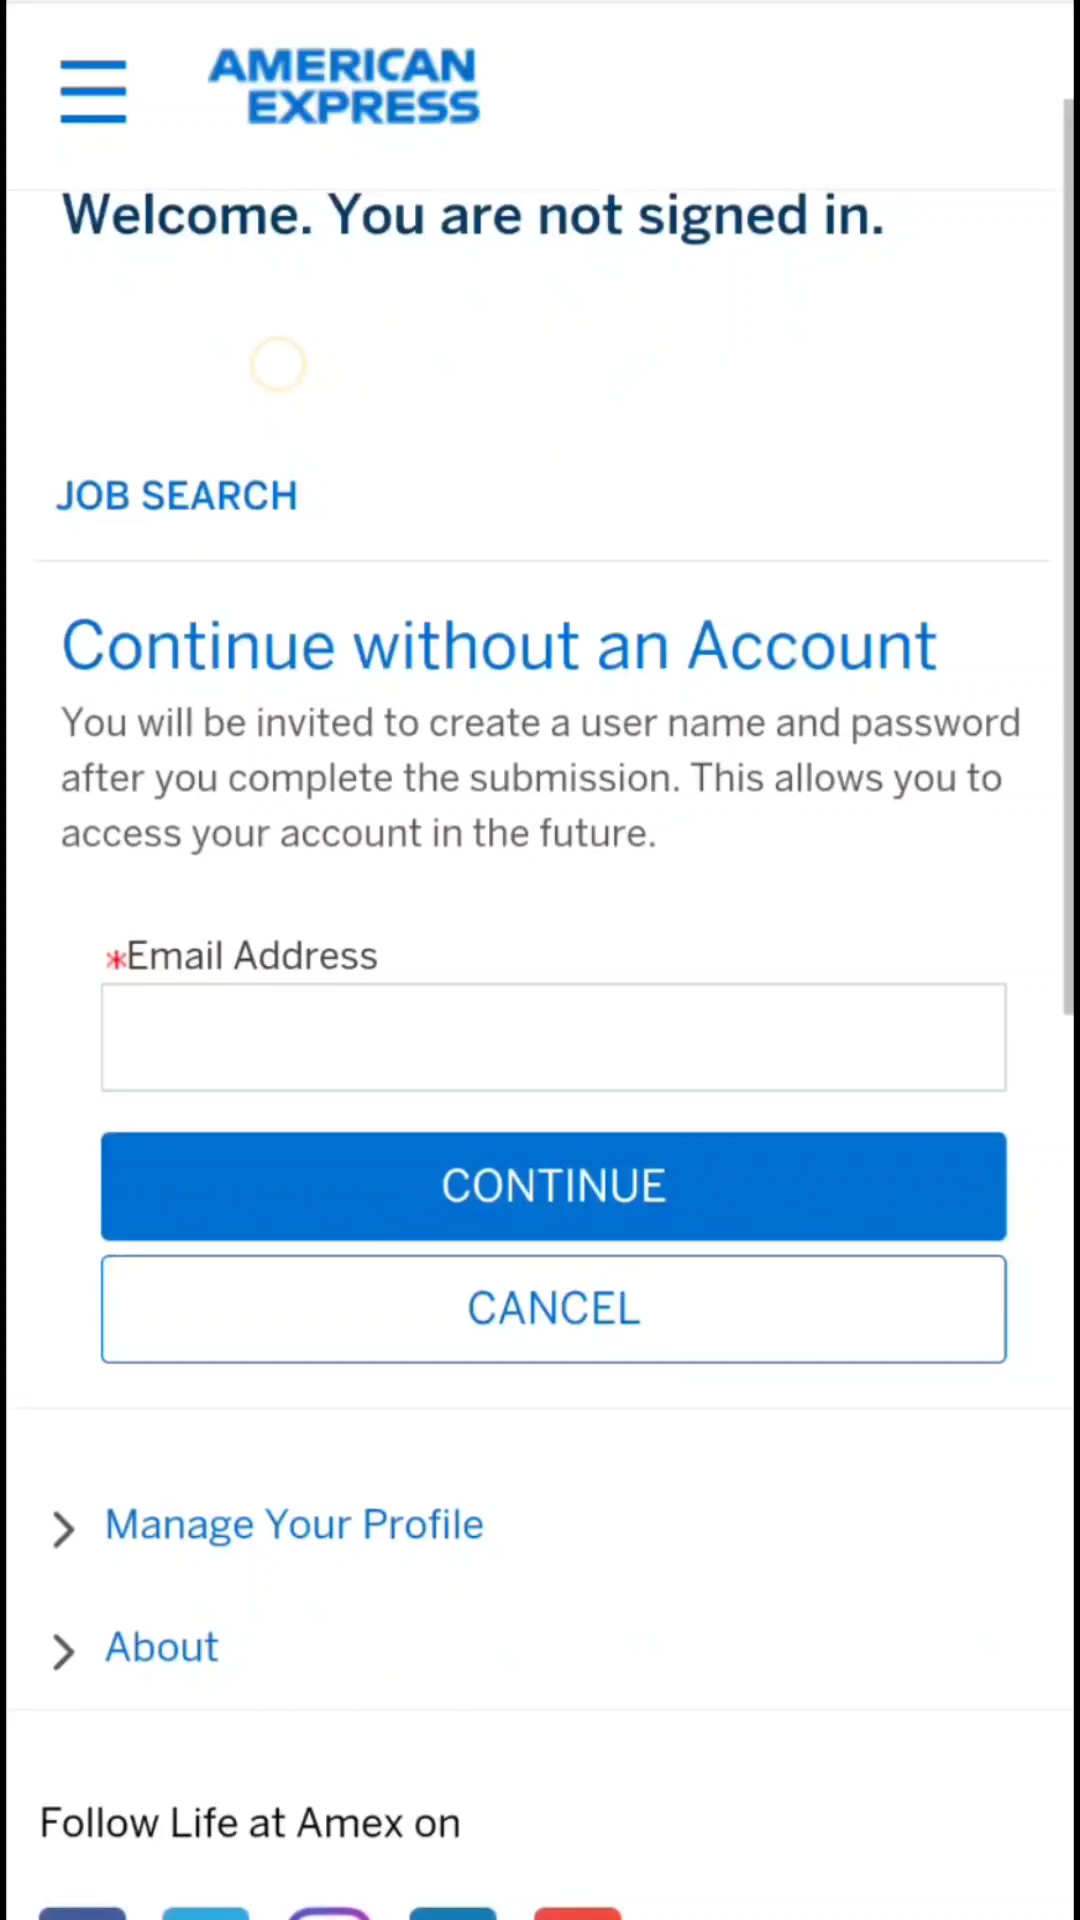 AMERICAN
EXPRESS
Welcome. You are not signed in.
JOB SEARCH
Continue without an Account
You will be invited to create a user name and password
after you complete the submission. This allows you to
access your account in the future.
*Email Address
CONTINUE
CANCEL
Manage Your Profile
About
Follow Life at Amex on